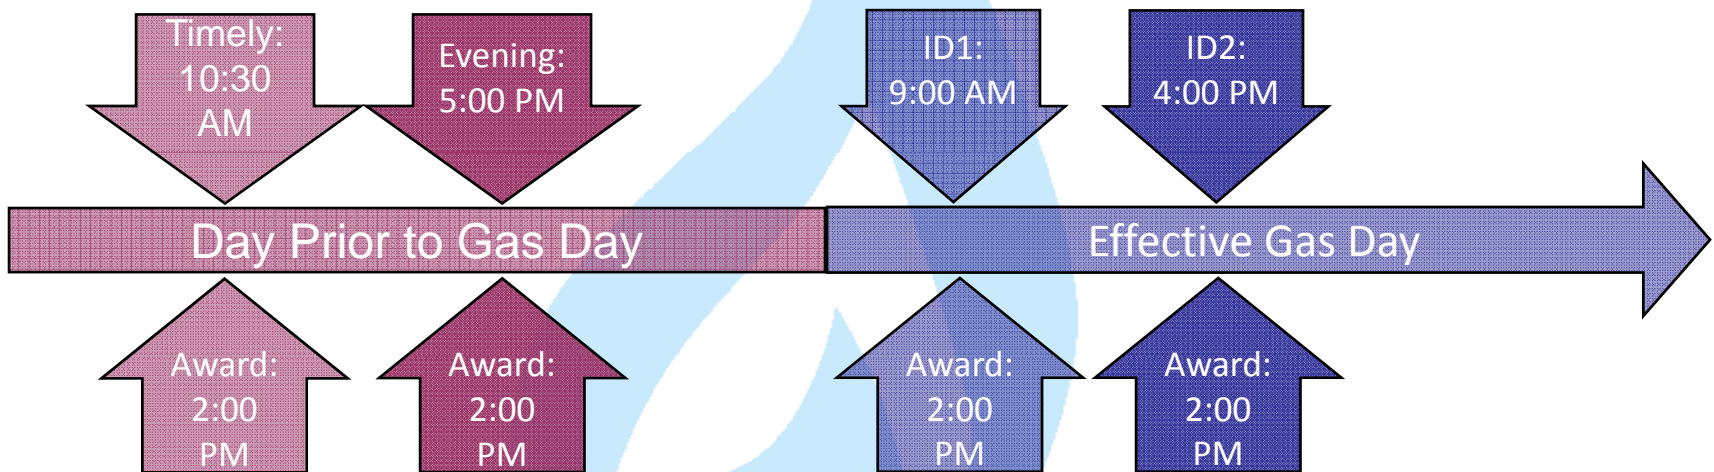 Timely:
10:30
AM
Evening:
5:00 PM
ID1:
9:00 AM
ID2:
4:00 PM
Day Prior to Gas Day
Effective Gas Day
Award:
2:00
PM
Award:
2:00
PM
Award:
2:00
PM
Award:
2:00
PM